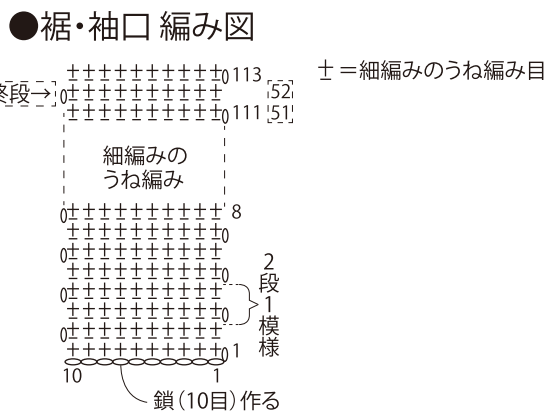 ●裾・袖口 編み図
113
±＝細編みのうね編み目
終段→
52
111
51
細編みの
うね編み
8
2段1模様
1
10
1
鎖（10目）作る